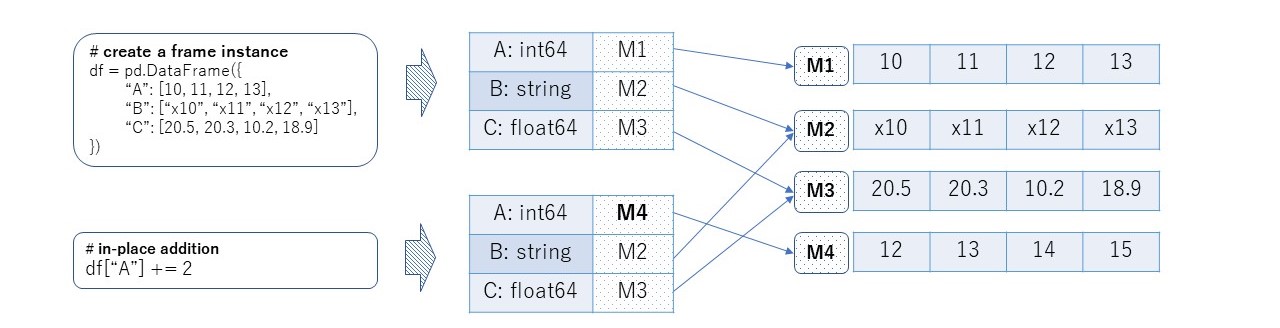 # create a frame instance
df = pd.DataFrame({
“A”: [10, 11, 12, 13],
“B”: [“x10”, “x11”, “x12”, “x13”],
“C”: [20.5, 20.3, 10.2, 18.9]
})
A: int64 M1
B: string M2
C: float64 M3
M1 10 11 12 13
M2 x10 x11 x12 x13
M3 20.5 20.3 10.2 18.9
M4 12 13 14 15
# in-place addition
df[“A”] += 2
A: int64 M4
B: string M2
C: float64 M3